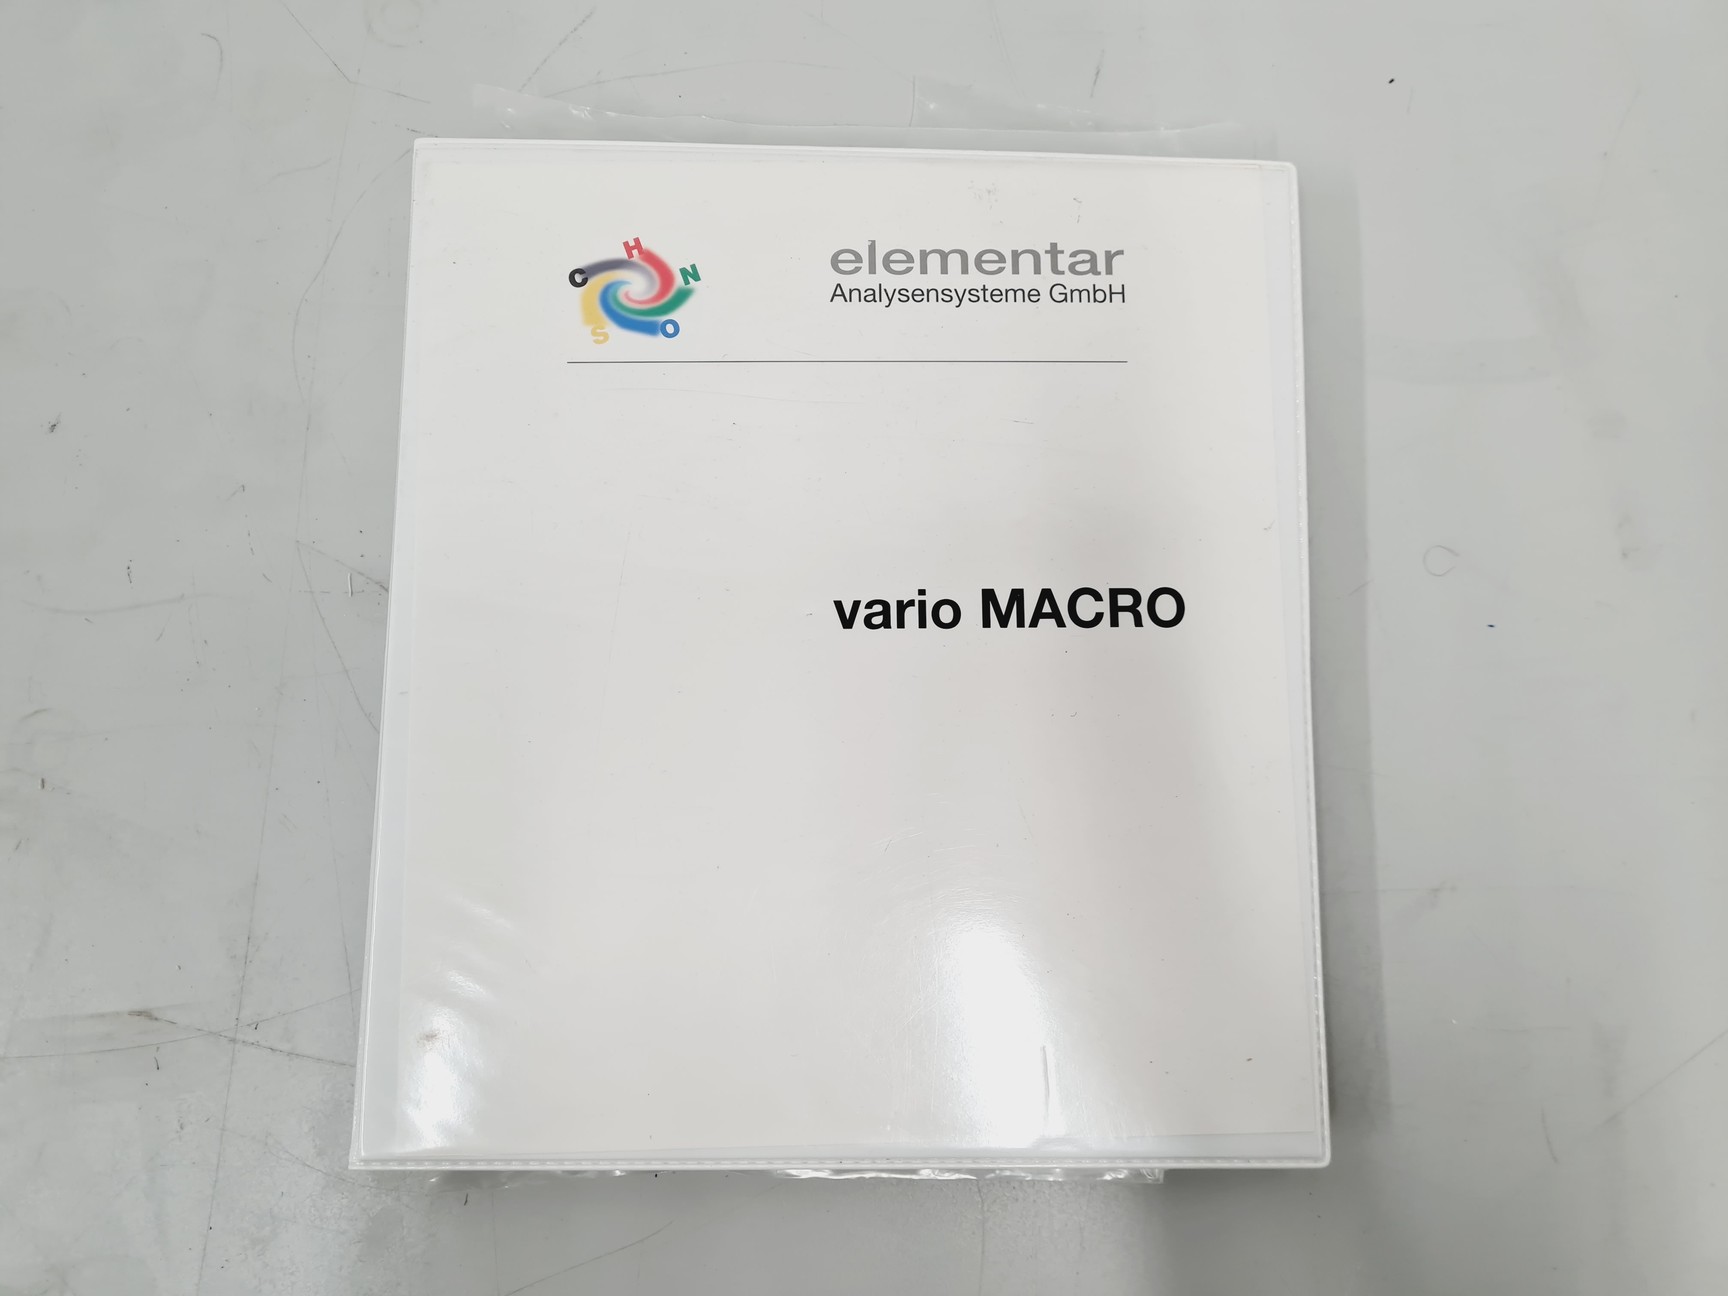 C H N S O
elementar
Analysensysteme GmbH
vario MACRO